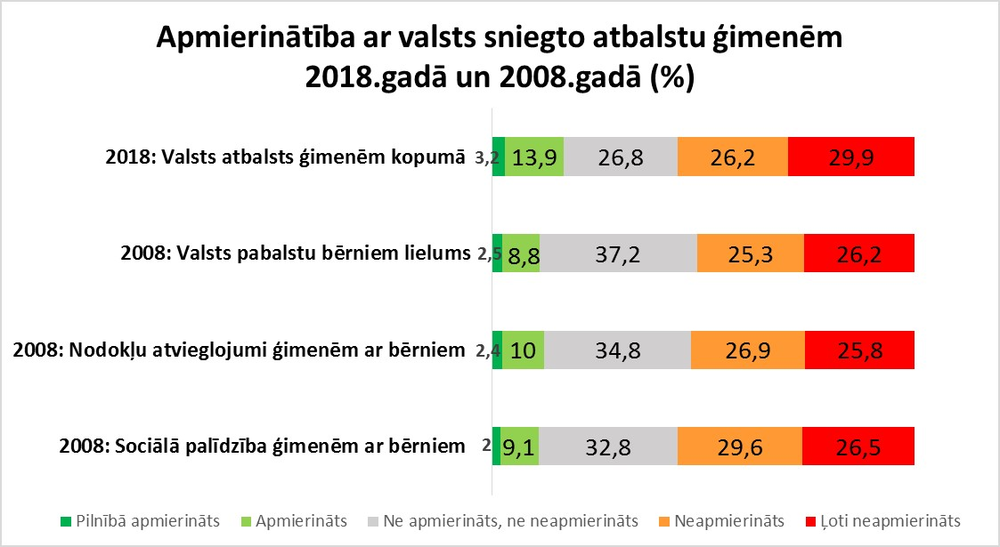 Apmierinātība ar valsts sniegto atbalstu ģimenēm
2018.gadā un 2008.gadā (%)
2018: Valsts atbalsts ģimenēm kopumā 3,2 13,9 26,8 26,2 29,9
2008: Valsts pabalstu bērniem lielums 2,5 8,8 37,2 25,3 26,2
2008: Nodokļu atvieglojumi ģimenēm ar bērniem 2,4 10 34,8 26,9 25,8
2008: Sociālā palīdzība ģimenēm ar bērniem 2 9,1 32,8 29,6 26,5
Pilnībā apmierināts Apmierināts Ne apmierināts, ne neapmierināts Neapmierināts Ļoti neapmierināts